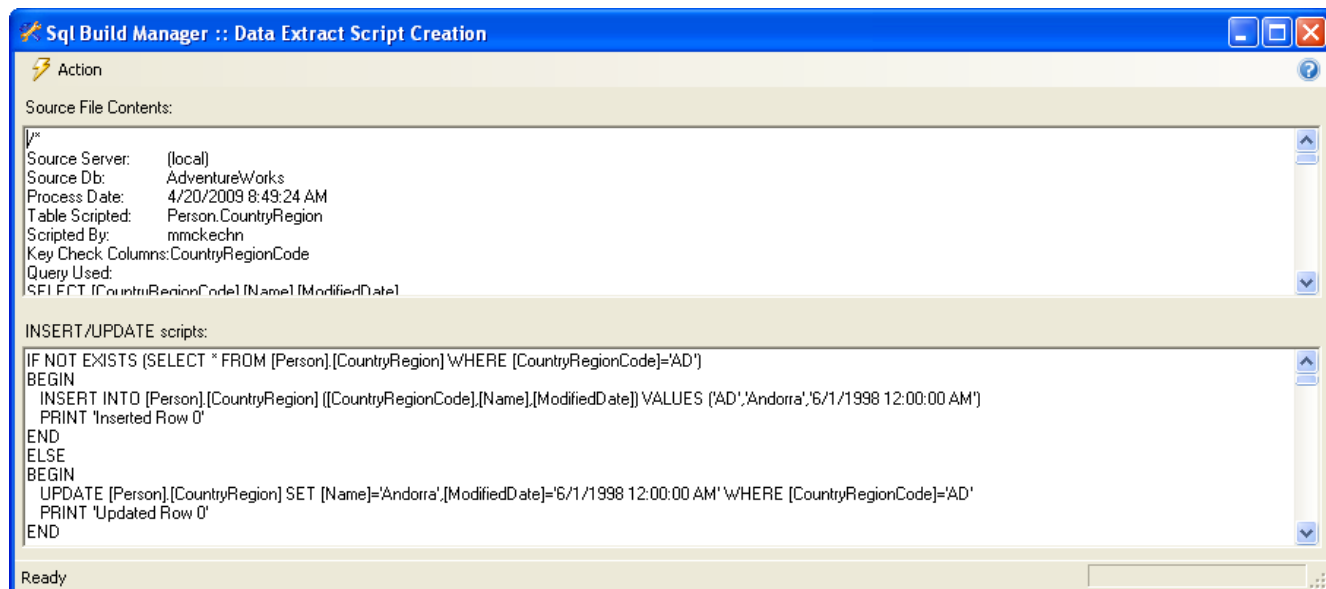 Sql Build Manager :: Data Extract Script Creation
Action
Source File Contents:
/*
Source Server: (local)
Source Db: AdventureWorks
Process Date: 4/20/2009 8:49:24 AM
Table Scripted: Person.CountryRegion
Scripted By: mmckechn
Key Check Columns:CountryRegionCode
Query Used:
SELECT [CountryRegionCode],[Name],[ModifiedDate]
INSERT/UPDATE scripts:
IF NOT EXISTS (SELECT * FROM [Person].[CountryRegion] WHERE [CountryRegionCode]='AD')
BEGIN
INSERT INTO [Person].[CountryRegion] ([CountryRegionCode],[Name],[ModifiedDate]) VALUES ('AD','Andorra','6/1/1998 12:00:00 AM')
PRINT 'Inserted Row 0'
END
ELSE
BEGIN
UPDATE [Person].[CountryRegion] SET [Name]='Andorra',[ModifiedDate]='6/1/1998 12:00:00 AM' WHERE [CountryRegionCode]='AD'
PRINT 'Updated Row 0'
END
Ready